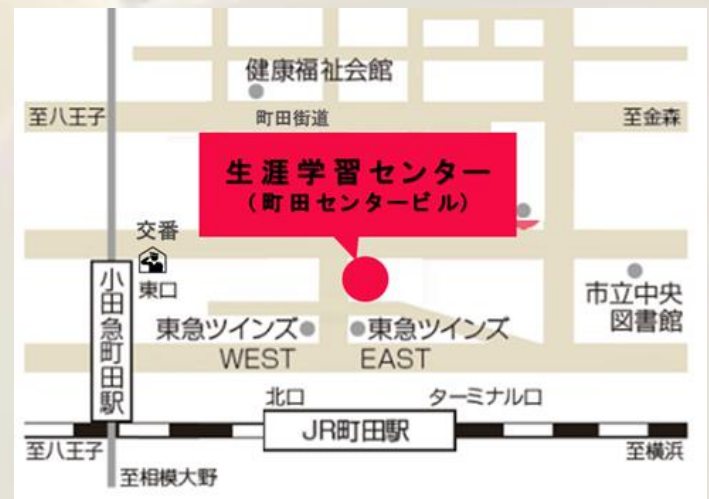 健康福祉会館
至八王子
町田街道
至金森
生涯学習センター
(町田センタービル)
交番
東口
小田急町田駅
市立中央
図書館
東急ツインズ
WEST
東急ツインズ
EAST
北口
ターミナル口
JR町田駅
至八王子
至横浜
至相模大野